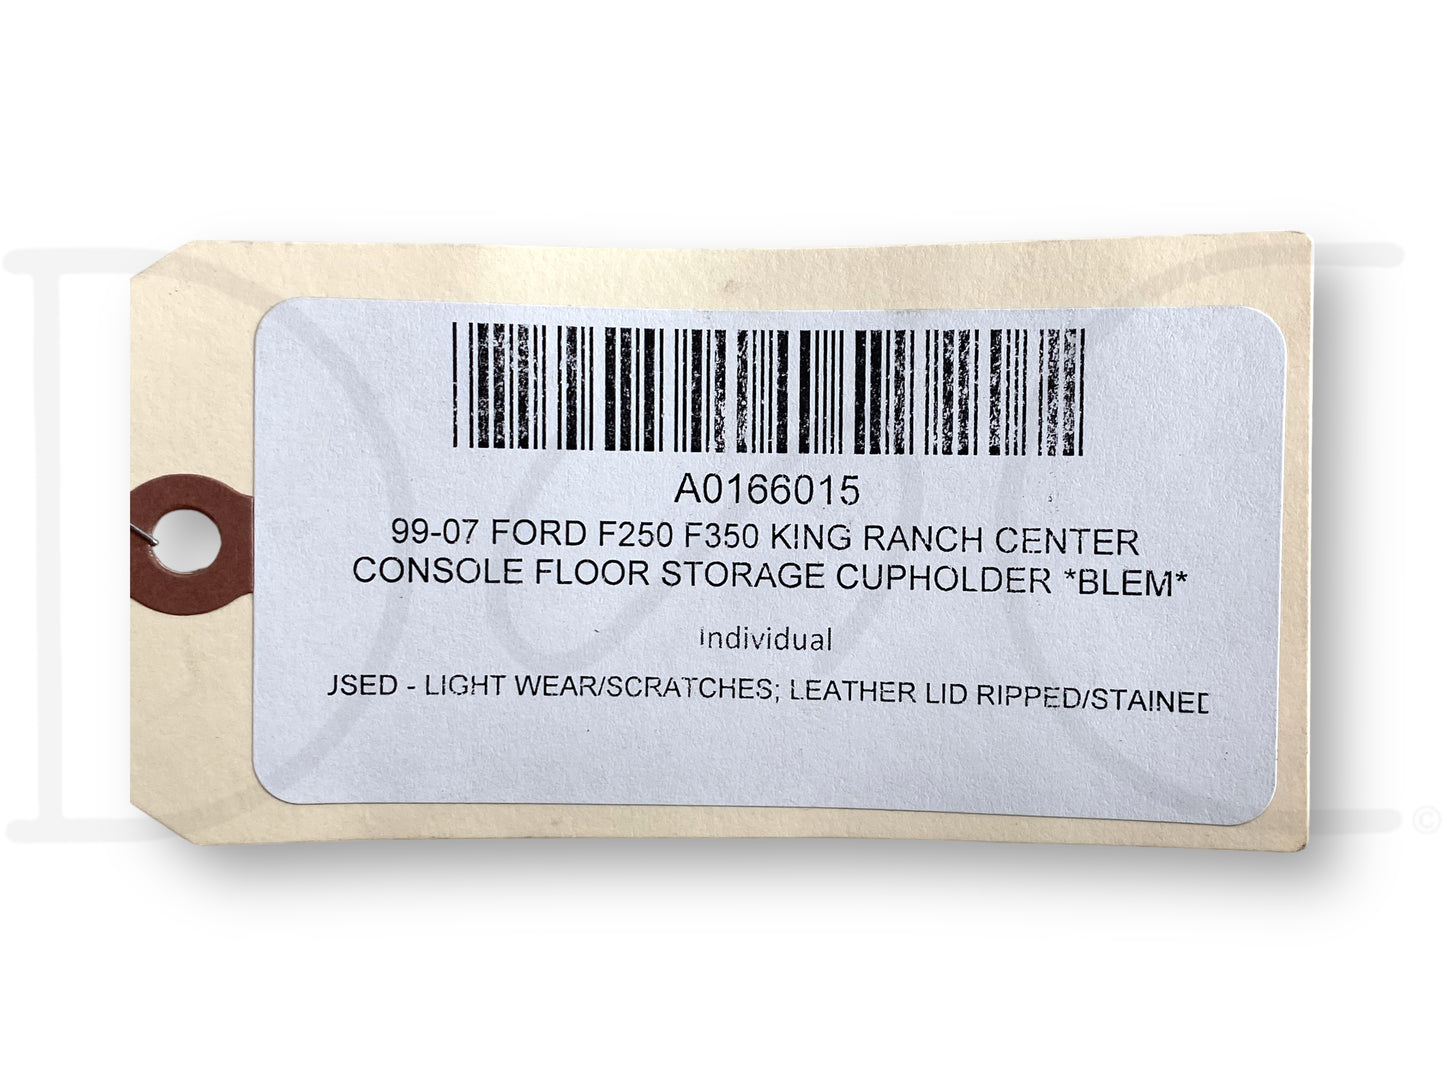 A0166015
99-07 FORD F250 F350 KING RANCH CENTER
CONSOLE FLOOR STORAGE CUPHOLDER *BLEM*
individual
USED - LIGHT WEAR/SCRATCHES; LEATHER LID RIPPED/STAINED
©